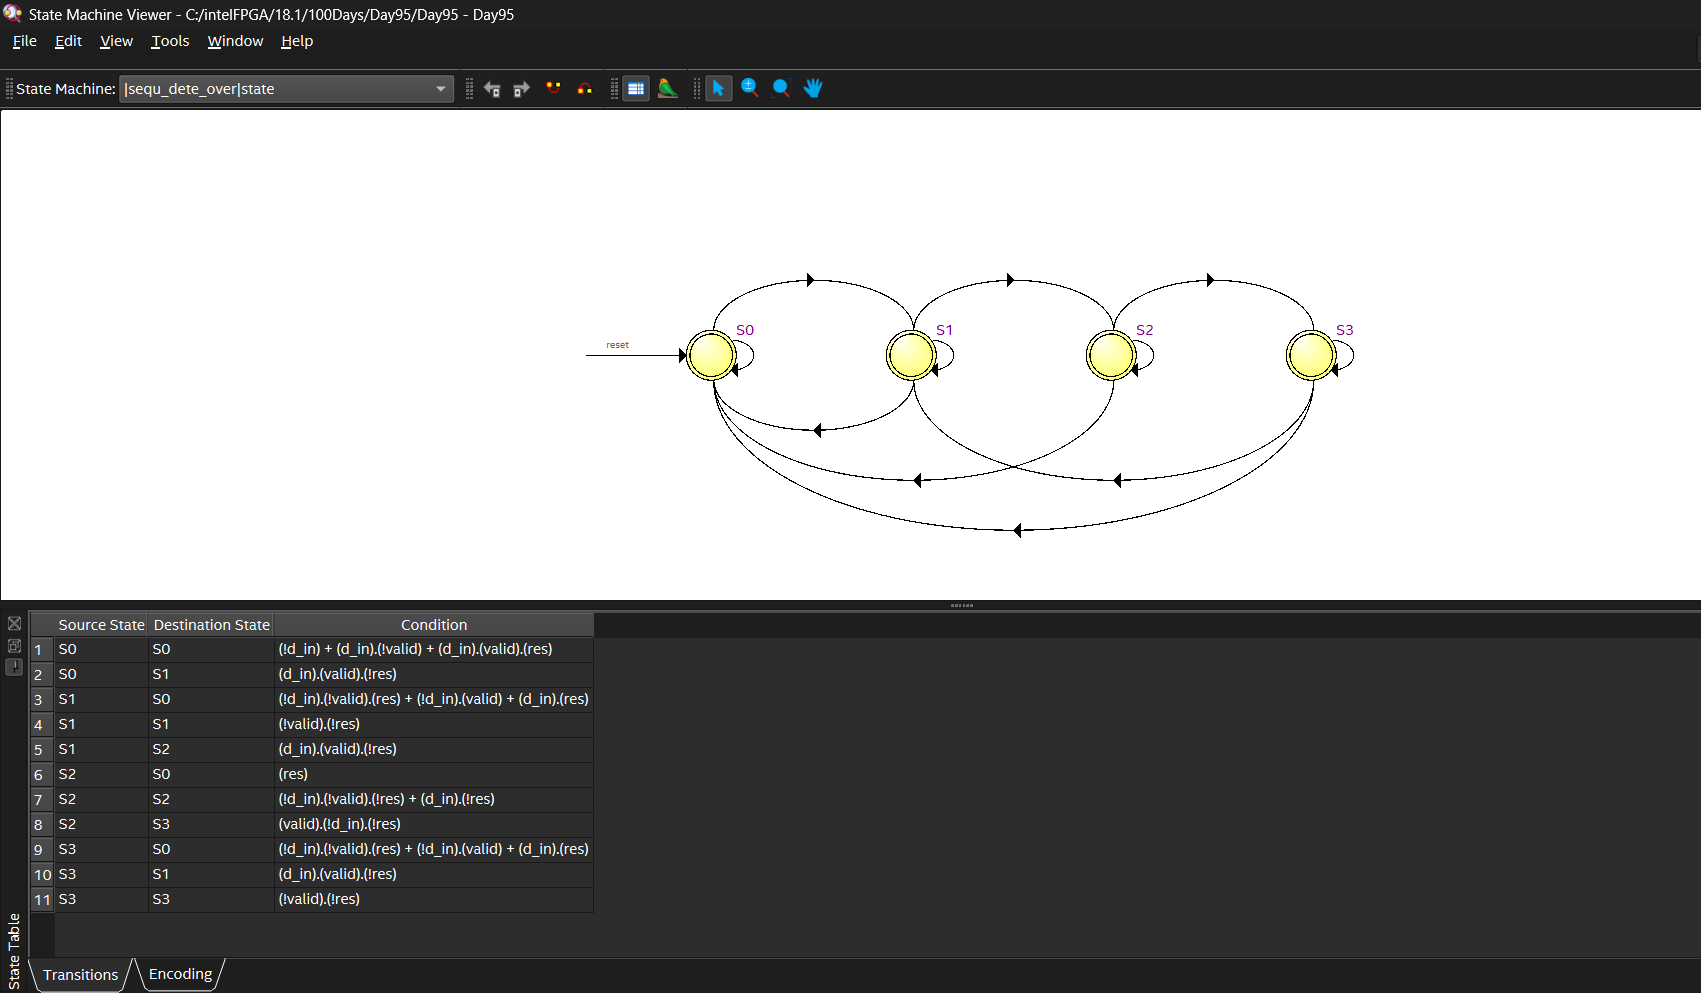 State Machine Viewer - C:/intelFPGA/18.1/100Days/Day95/Day95 - Day95
File Edit View Tools Window Help
State Machine: |sequ_dete_over|state
S0 S1 S2 S3
reset
Source State Destination State Condition
1 S0 S0 (!d_in) + (d_in).(!valid) + (d_in).(valid).(res)
2 S0 S1 (d_in).(valid).(!res)
3 S1 S0 (!d_in).(!valid).(res) + (!d_in).(valid) + (d_in).(res)
4 S1 S1 (!valid).(!res)
5 S1 S2 (d_in).(valid).(!res)
6 S2 S0 (res)
7 S2 S2 (!d_in).(!valid).(!res) + (d_in).(!res)
8 S2 S3 (valid).(!d_in).(!res)
9 S3 S0 (!d_in).(!valid).(res) + (!d_in).(valid) + (d_in).(res)
10 S3 S1 (d_in).(valid).(!res)
11 S3 S3 (!valid).(!res)
State Table
Transitions Encoding